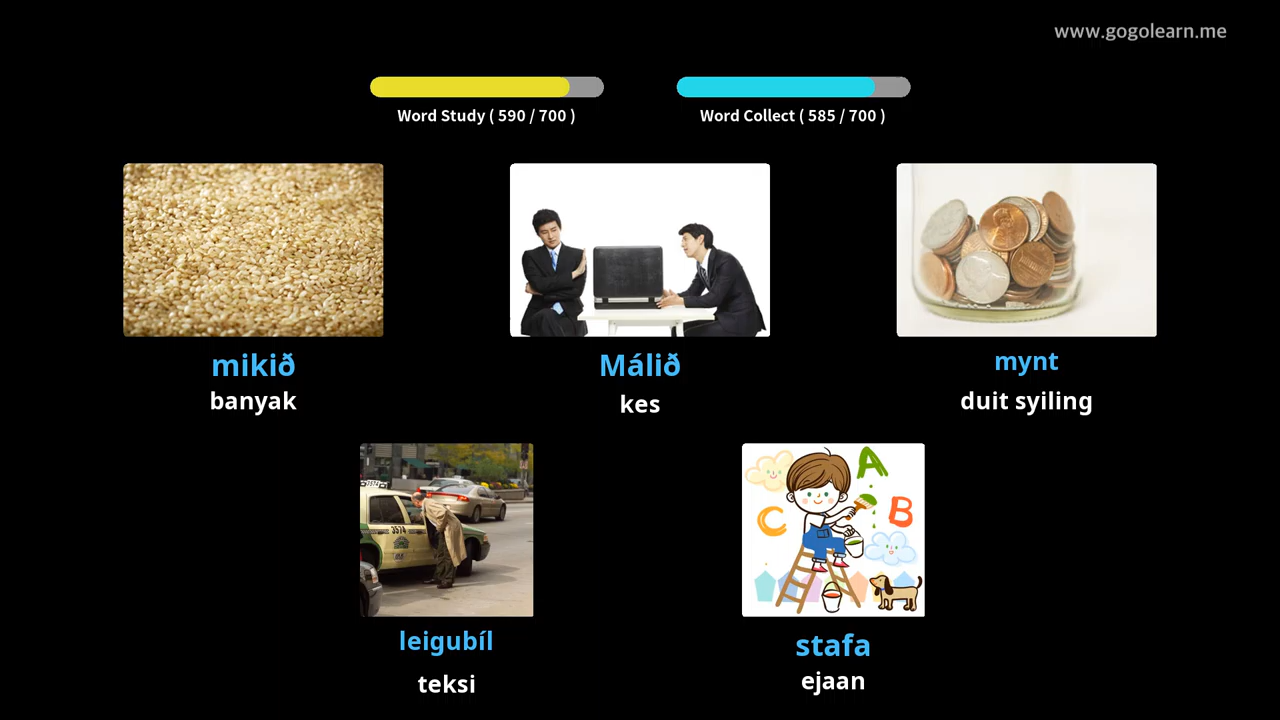 www.gogolearn.me
Word Study ( 590 / 700 )
Word Collect ( 585 / 700 )
mikið
banyak
Málið
kes
mynt
duit syiling
3574
leigubíl
teksi
A
B
C
stafa
ejaan